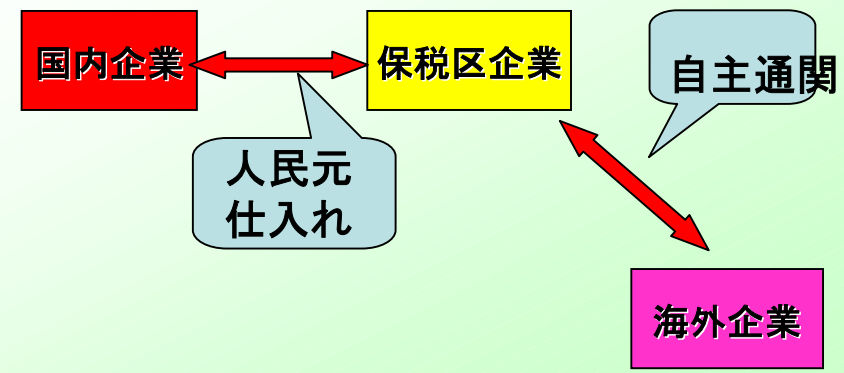 国内企業
保税区企業
自主通関
人民元
仕入れ
海外企業